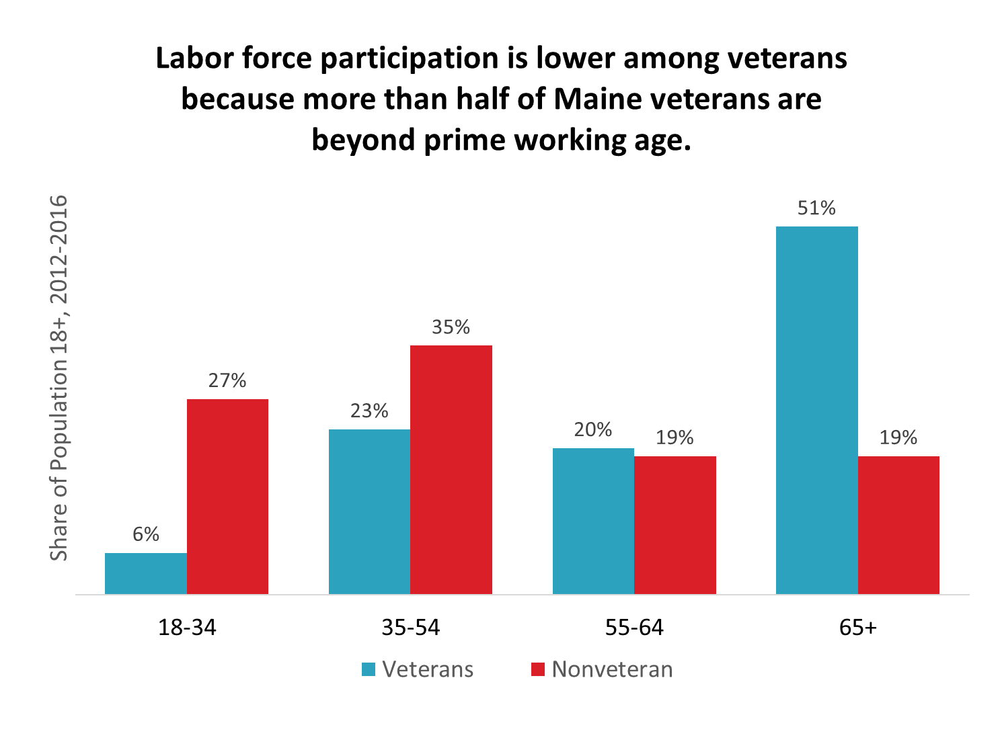 Labor force participation is lower among veterans
because more than half of Maine veterans are
beyond prime working age.
Share of Population 18+, 2012-2016
6%
27%
23%
35%
20%
19%
51%
19%
18-34
35-54
55-64
65+
Veterans
Nonveteran